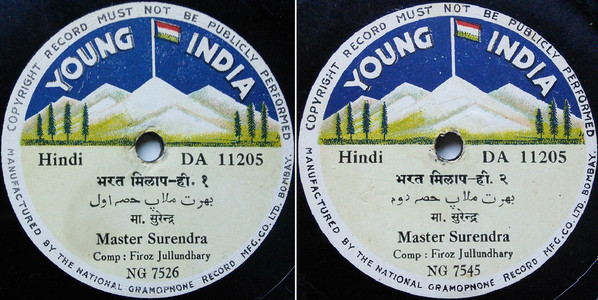 COPYRIGHT RECORD MUST NOT BE PUBLICLY PERFORMED
YOUNG INDIA
Hindi DA 11205
भरत मिलाप-ही. १
بھرت ملاپ حصہ اول
मा. सुरेन्द्र
Master Surendra
Comp : Firoz Jullundhary
NG 7526
MANUFACTURED BY THE NATIONAL GRAMOPHONE RECORD MFG. CO. LTD. BOMBAY.
COPYRIGHT RECORD MUST NOT BE PUBLICLY PERFORMED
YOUNG INDIA
Hindi DA 11205
भरत मिलाप-ही. २
بھرت ملاپ حصہ دوم
मा. सुरेन्द्र
Master Surendra
Comp : Firoz Jullundhary
NG 7545
MANUFACTURED BY THE NATIONAL GRAMOPHONE RECORD MFG. CO. LTD. BOMBAY.